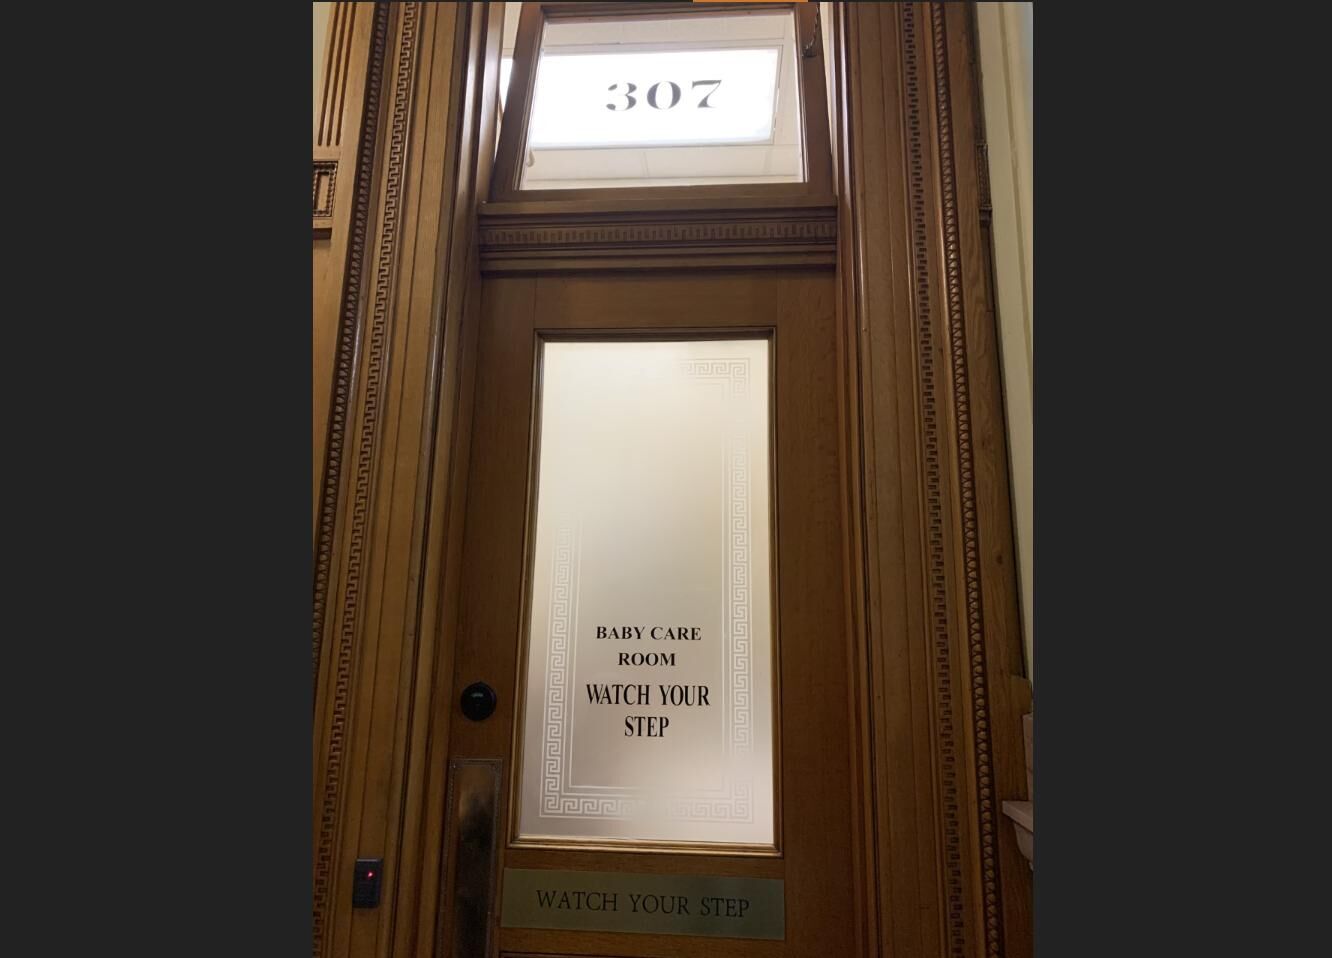 307
BABY CARE
ROOM
WATCH YOUR
STEP
WATCH YOUR STEP